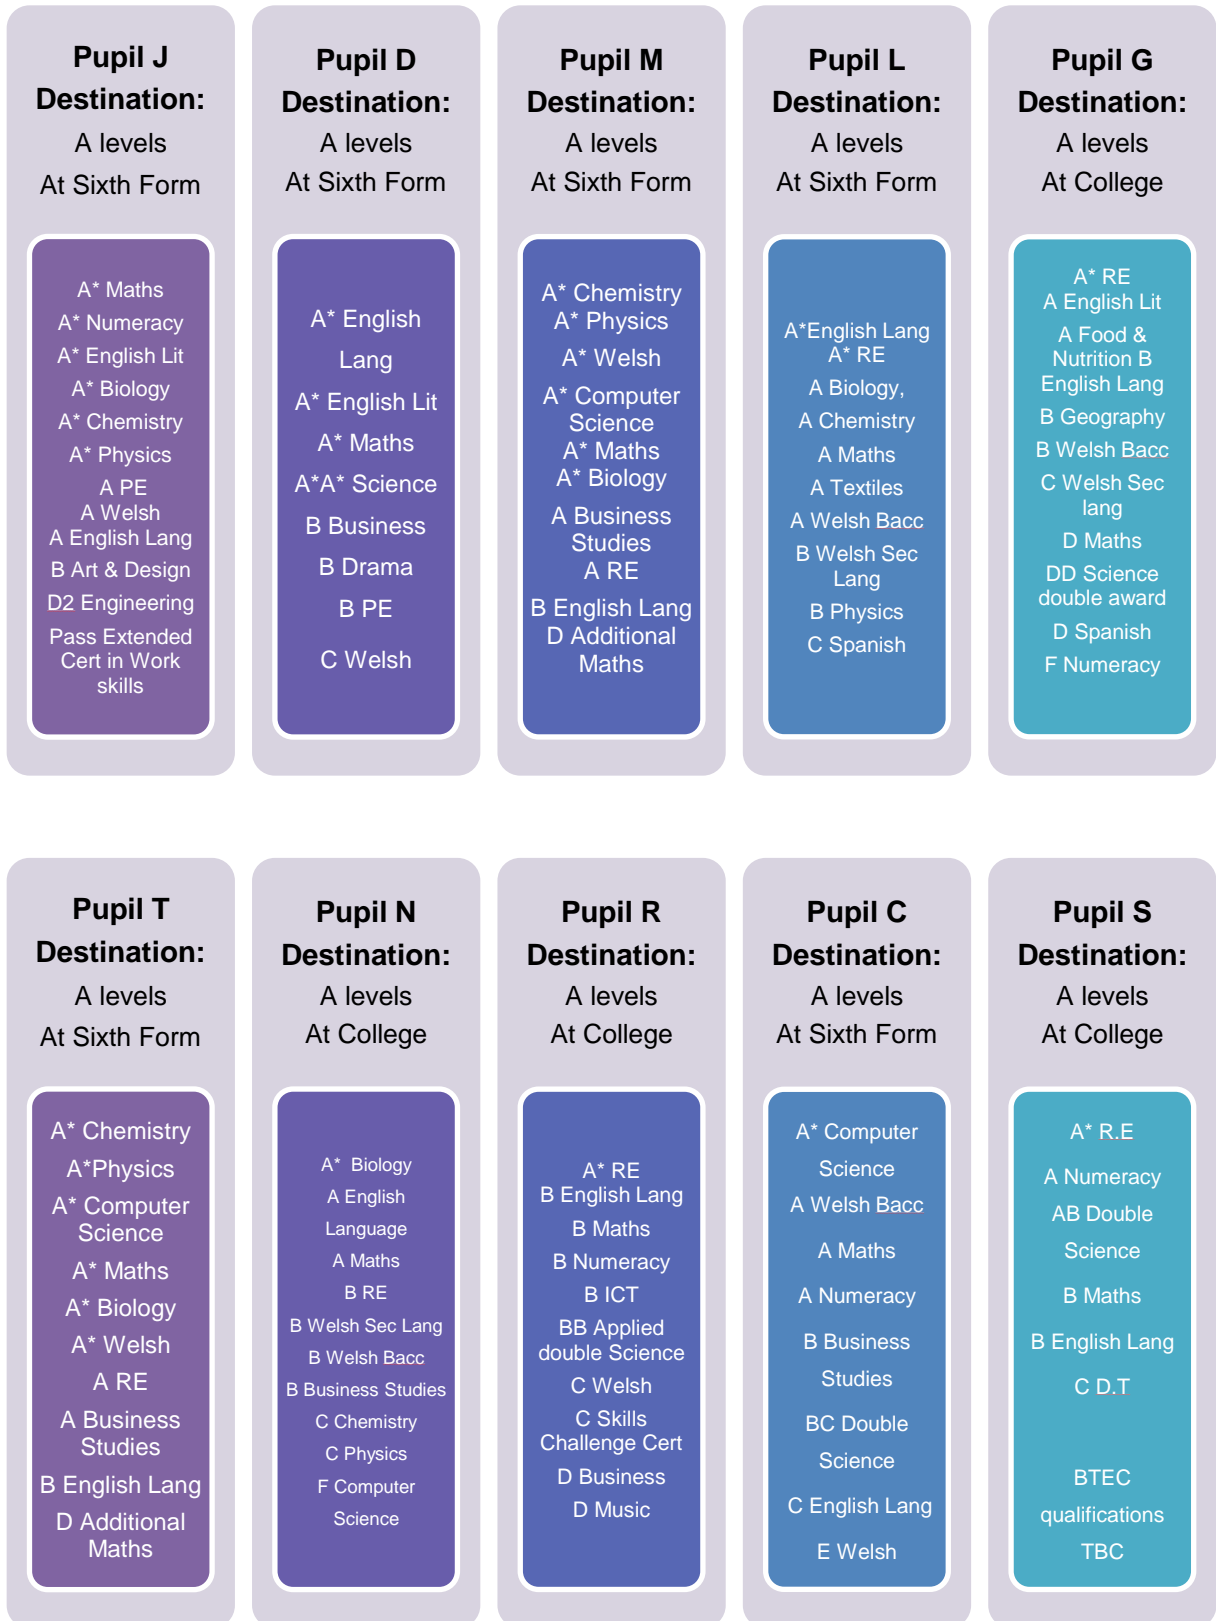 Pupil J
Destination:
A levels
At Sixth Form
A* Maths
A* Numeracy
A* English Lit
A* Biology
A* Chemistry
A* Physics
A PE
A Welsh
A English Lang
B Art & Design
D2 Engineering
Pass Extended
Cert in Work
skills
Pupil D
Destination:
A levels
At Sixth Form
A* English
Lang
A* English Lit
A* Maths
A*A* Science
B Business
B Drama
B PE
C Welsh
Pupil M
Destination:
A levels
At Sixth Form
A* Chemistry
A* Physics
A* Welsh
A* Computer
Science
A* Maths
A* Biology
A Business
Studies
A RE
B English Lang
D Additional
Maths
Pupil L
Destination:
A levels
At Sixth Form
A*English Lang
A* RE
A Biology,
A Chemistry
A Maths
A Textiles
A Welsh Bacc
B Welsh Sec
Lang
B Physics
C Spanish
Pupil G
Destination:
A levels
At College
A* RE
A English Lit
A Food &
Nutrition B
English Lang
B Geography
B Welsh Bacc
C Welsh Sec
lang
D Maths
DD Science
double award
D Spanish
F Numeracy
Pupil T
Destination:
A levels
At Sixth Form
A* Chemistry
A*Physics
A* Computer
Science
A* Maths
A* Biology
A* Welsh
A RE
A Business
Studies
B English Lang
D Additional
Maths
Pupil N
Destination:
A levels
At College
A* Biology
A English
Language
A Maths
B RE
B Welsh Sec Lang
B Welsh Bacc
B Business Studies
C Chemistry
C Physics
F Computer
Science
Pupil R
Destination:
A levels
At College
A* RE
B English Lang
B Maths
B Numeracy
B ICT
BB Applied
double Science
C Welsh
C Skills
Challenge Cert
D Business
D Music
Pupil C
Destination:
A levels
At Sixth Form
A* Computer
Science
A Welsh Bacc
A Maths
A Numeracy
B Business
Studies
BC Double
Science
C English Lang
E Welsh
Pupil S
Destination:
A levels
At College
A* R.E
A Numeracy
AB Double
Science
B Maths
B English Lang
C D.T
BTEC
qualifications
TBC